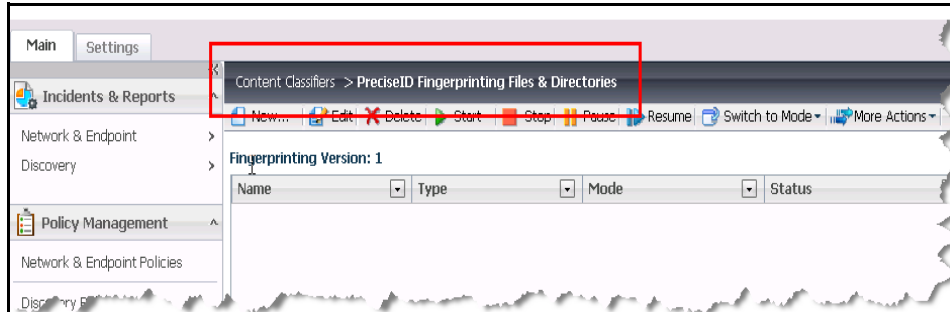 Main Settings
Content Classifiers > PreciseID Fingerprinting Files & Directories
Incidents & Reports
New... Edit Delete Start Stop Pause Resume Switch to Mode More Actions
Network & Endpoint
Discovery
Fingerprinting Version: 1
Name Type Mode Status
Policy Management
Network & Endpoint Policies